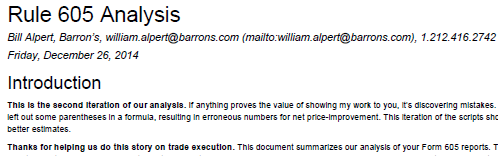 Rule 605 Analysis
Bill Alpert, Barron's, william.alpert@barrons.com (mailto:william.alpert@barrons.com), 1.212.416.2742
Friday, December 26, 2014
Introduction
This is the second iteration of our analysis. If anything proves the value of showing my work to you, it's discovering mistakes.
left out some parentheses in a formula, resulting in erroneous numbers for net price-improvement. This iteration of the scripts sho
better estimates.
Thanks for helping us do this story on trade execution. This document summarizes our analysis of your Form 605 reports. T